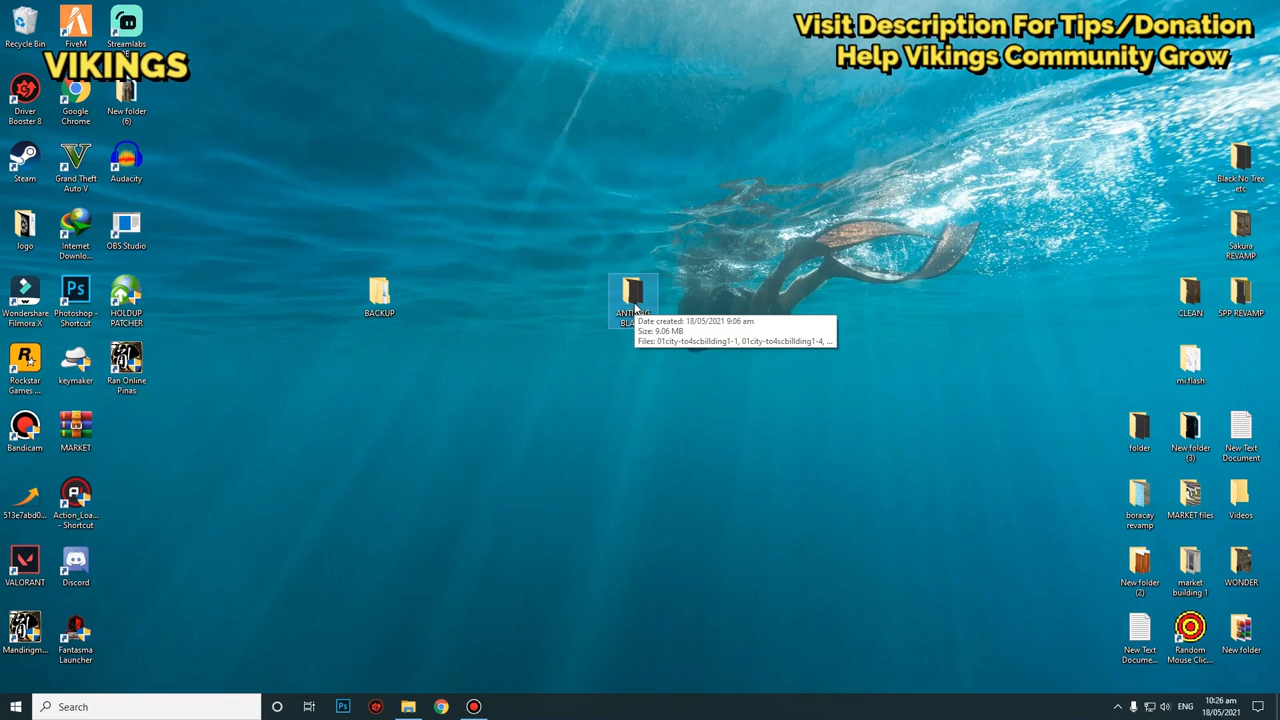 Visit Description For Tips/Donation
Help Vikings Community Grow
VIKINGS
Recycle Bin
FiveM
Streamlabs
Driver
Booster 8
Google
Chrome
New folder
(6)
Steam
Grand Theft
Auto V
Audacity
logo
Internet
Downlo...
OBS Studio
Wondershare
Filmora X
Photoshop -
Shortcut
HOLDUP
PATCHER
Rockstar
Games ...
keymaker
Ran Online
Pinas
Bandicam
MARKET
513e7abd0...
Action_Loa...
- Shortcut
VALORANT
Discord
Mandirigm...
Fantasma
Launcher
BACKUP
Date created: 18/05/2021 9:06 am
Size: 9.06 MB
Files: 01city-to4scbillding1-1, 01city-to4scbillding1-4, ...
Black No Tree
etc
Sakura
REVAMP
CLEAN
SPP REVAMP
mi flash
folder
New folder
(3)
New Text
Document
boracay
revamp
MARKET files
Videos
New folder
(2)
market
building 1
WONDER
New Text
Docume...
Random
Mouse Clic...
New folder
Search
Ps
ENG
10:26 am
18/05/2021